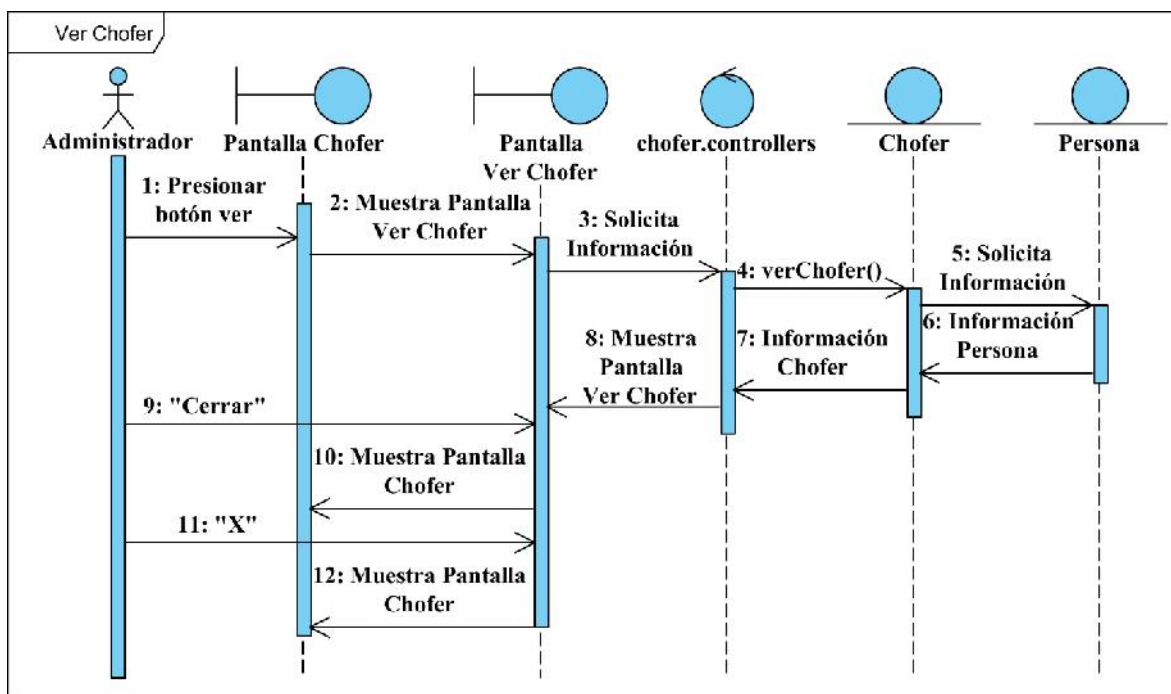 Ver Chofer
Administrador
Pantalla Chofer
Pantalla
Ver Chofer
chofer.controllers
Chofer
Persona
1: Presionar
botón ver
2: Muestra Pantalla
Ver Chofer
3: Solicita
Información
4: verChofer()
5: Solicita
Información
6: Información
Persona
7: Información
Chofer
8: Muestra
Pantalla
Ver Chofer
9: "Cerrar"
10: Muestra Pantalla
Chofer
11: "X"
12: Muestra Pantalla
Chofer